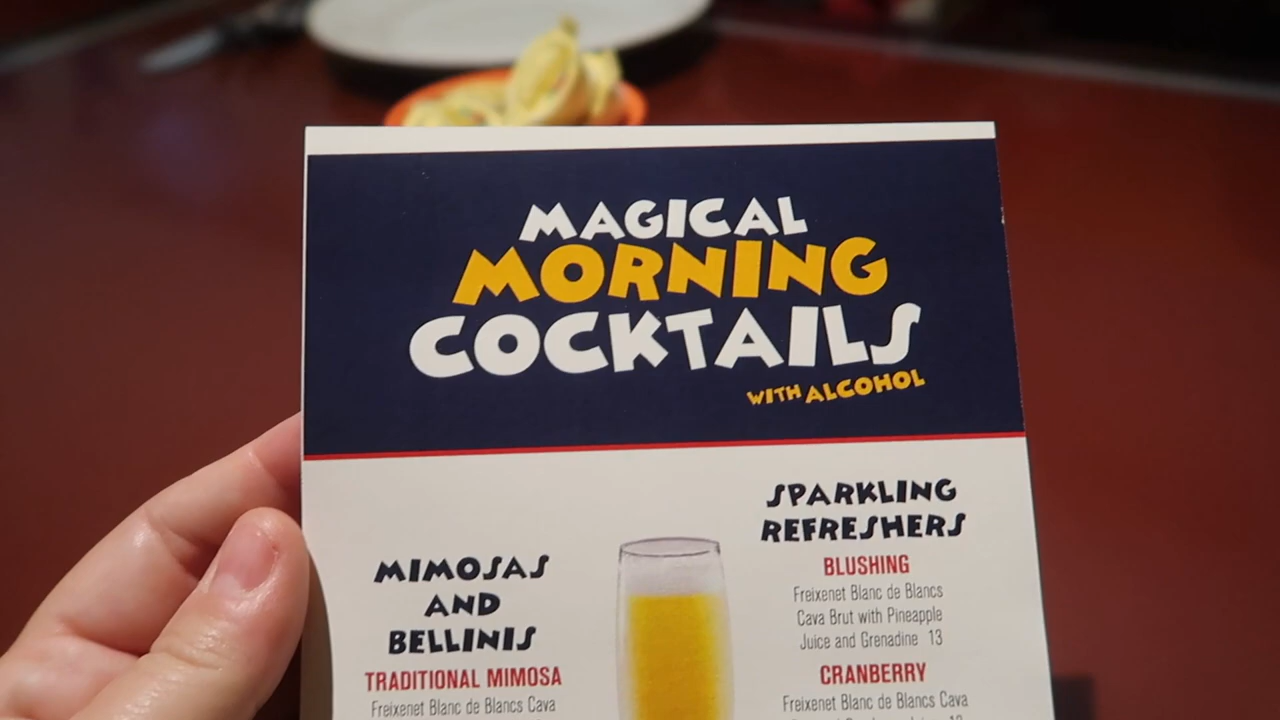 MAGICAL
MORNING
COCKTAILS
WITH ALCOHOL
MIMOSAS
AND
BELLINIS
TRADITIONAL MIMOSA
Freixenet Blanc de Blancs Cava
SPARKLING
REFRESHERS
BLUSHING
Freixenet Blanc de Blancs
Cava Brut with Pineapple
Juice and Grenadine 13
CRANBERRY
Freixenet Blanc de Blancs Cava